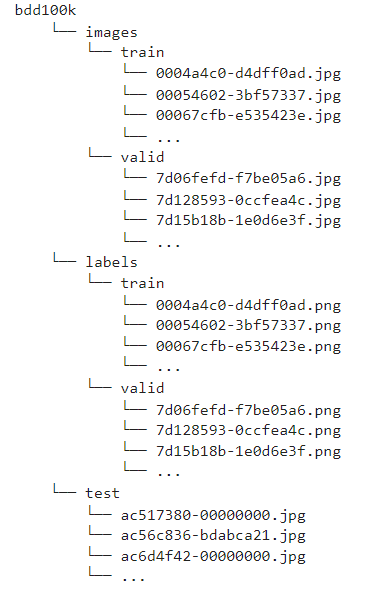 bdd100k
└── images
└── train
└── 0004a4c0-d4dff0ad.jpg
└── 00054602-3bf57337.jpg
└── 00067cfb-e535423e.jpg
└── ...
└── valid
└── 7d06fefd-f7be05a6.jpg
└── 7d128593-0ccfea4c.jpg
└── 7d15b18b-1e0d6e3f.jpg
└── ...
└── labels
└── train
└── 0004a4c0-d4dff0ad.png
└── 00054602-3bf57337.png
└── 00067cfb-e535423e.png
└── ...
└── valid
└── 7d06fefd-f7be05a6.png
└── 7d128593-0ccfea4c.png
└── 7d15b18b-1e0d6e3f.png
└── ...
└── test
└── ac517380-00000000.jpg
└── ac56c836-bdabca21.jpg
└── ac6d4f42-00000000.jpg
└── ...